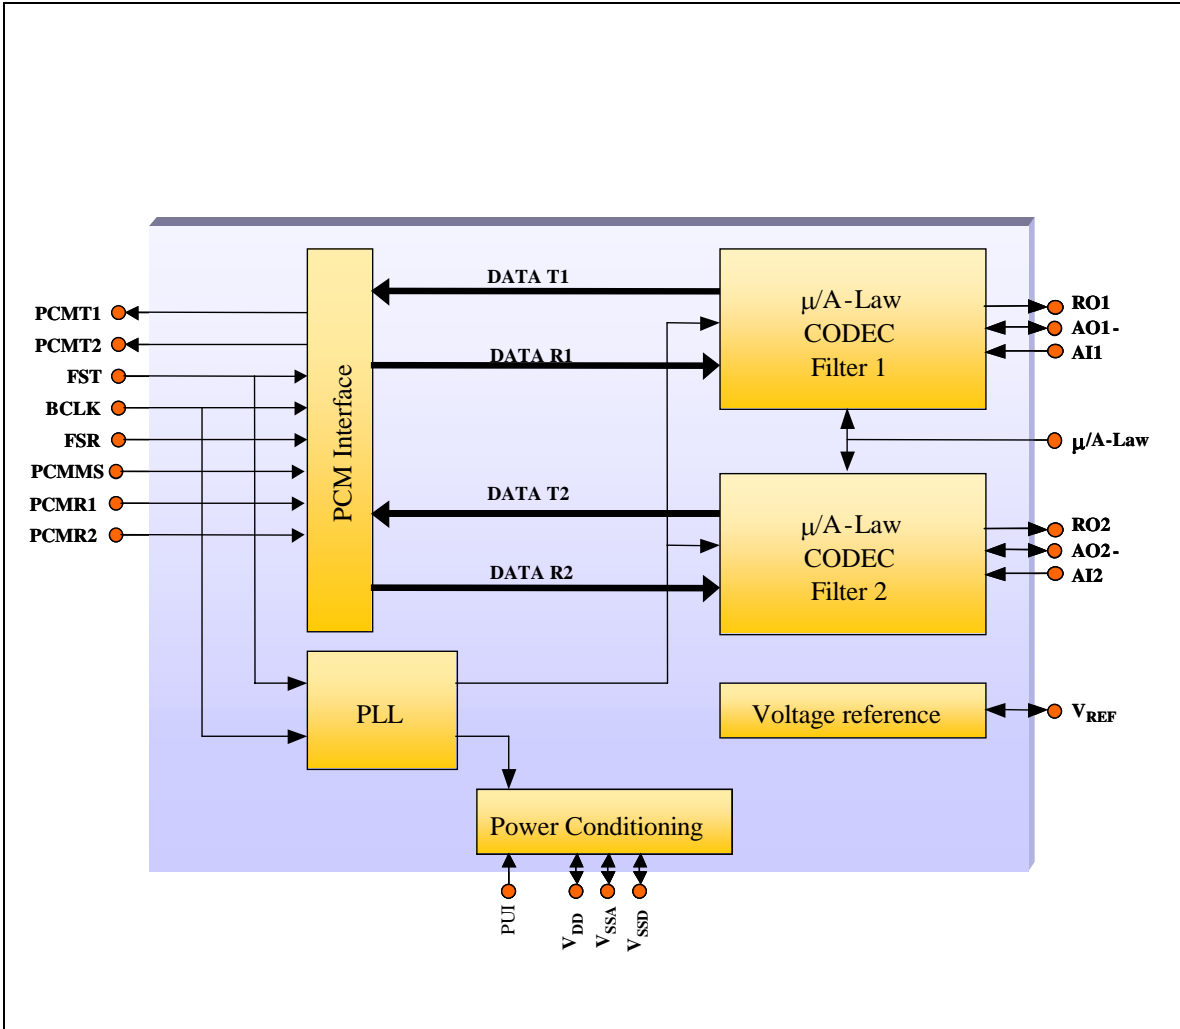 PCMT1
PCMT2
FST
BCLK
FSR
PCMMS
PCMR1
PCMR2
PCM Interface
DATA T1
DATA R1
DATA T2
DATA R2
μ/A-Law
CODEC
Filter 1
RO1
AO1-
AI1
μ/A-Law
μ/A-Law
CODEC
Filter 2
RO2
AO2-
AI2
PLL
Voltage reference
VREF
Power Conditioning
PUI
VDD
VSSA
VSSD